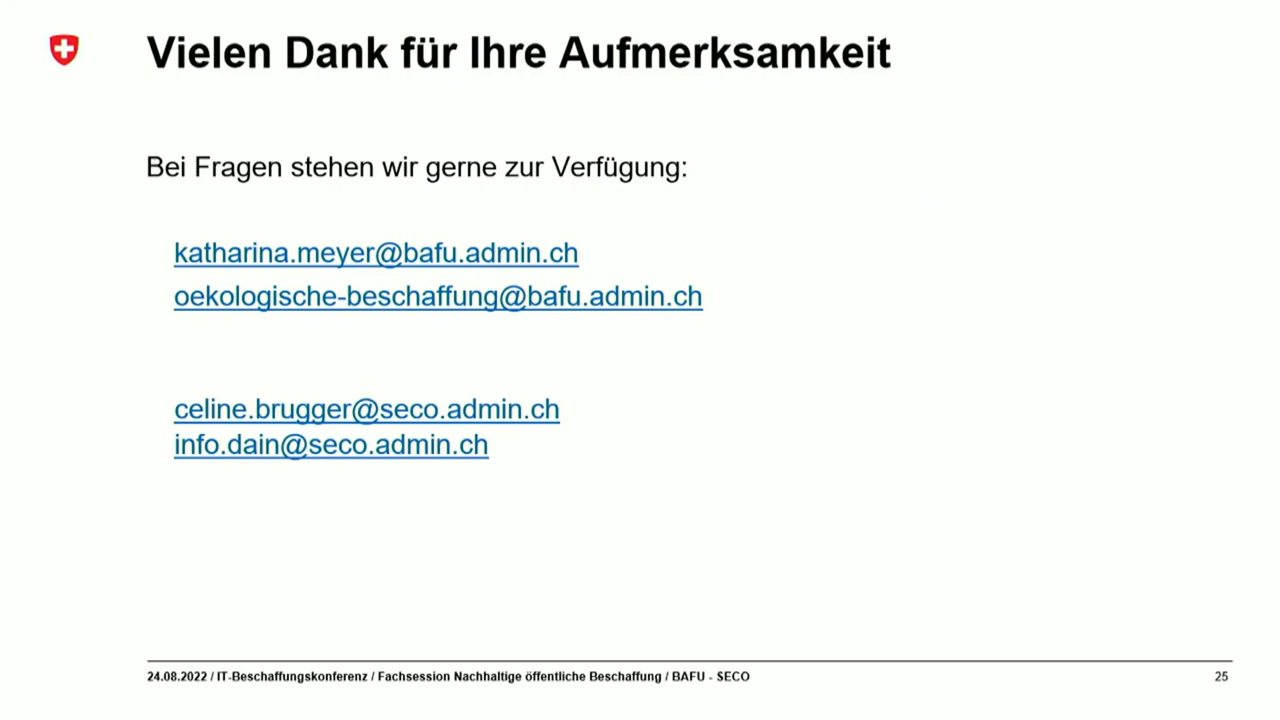 Vielen Dank für Ihre Aufmerksamkeit
Bei Fragen stehen wir gerne zur Verfügung:
katharina.meyer@bafu.admin.ch
oekologische-beschaffung@bafu.admin.ch
celine.brugger@seco.admin.ch
info.dain@seco.admin.ch
24.08.2022 / IT-Beschaffungskonferenz / Fachsession Nachhaltige öffentliche Beschaffung / BAFU - SECO 25